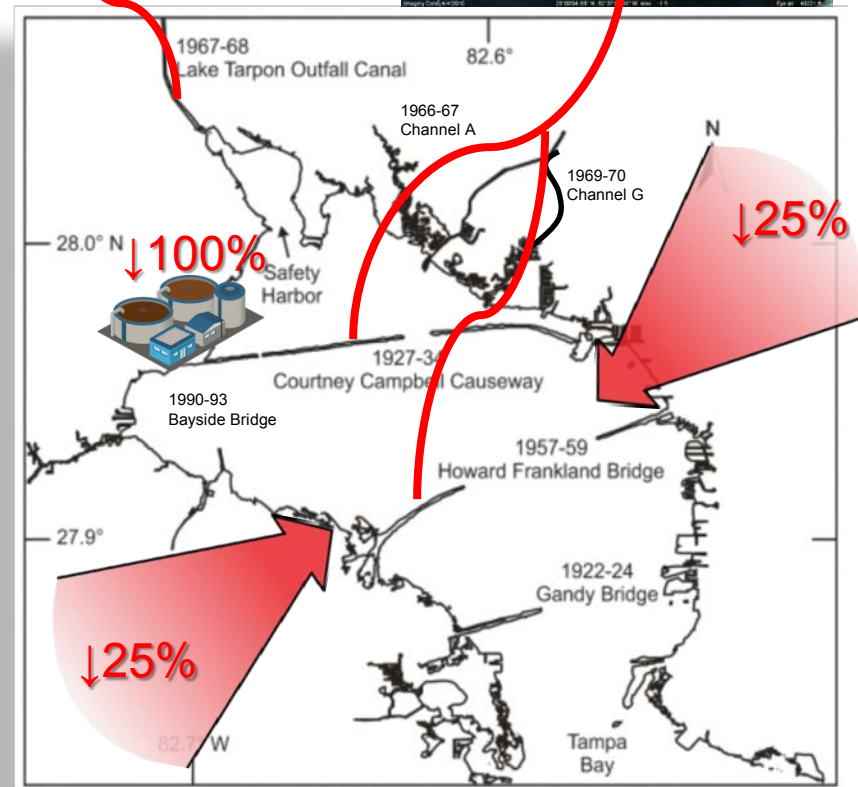 1967-68
Lake Tarpon Outfall Canal
82.6°
1966-67
Channel A
N
1969-70
Channel G
↓25%
28.0° N
↓100%
Safety
Harbor
1927-34
Courtney Campbell Causeway
1990-93
Bayside Bridge
1957-59
Howard Frankland Bridge
27.9°
1922-24
Gandy Bridge
↓25%
W
Tampa
Bay